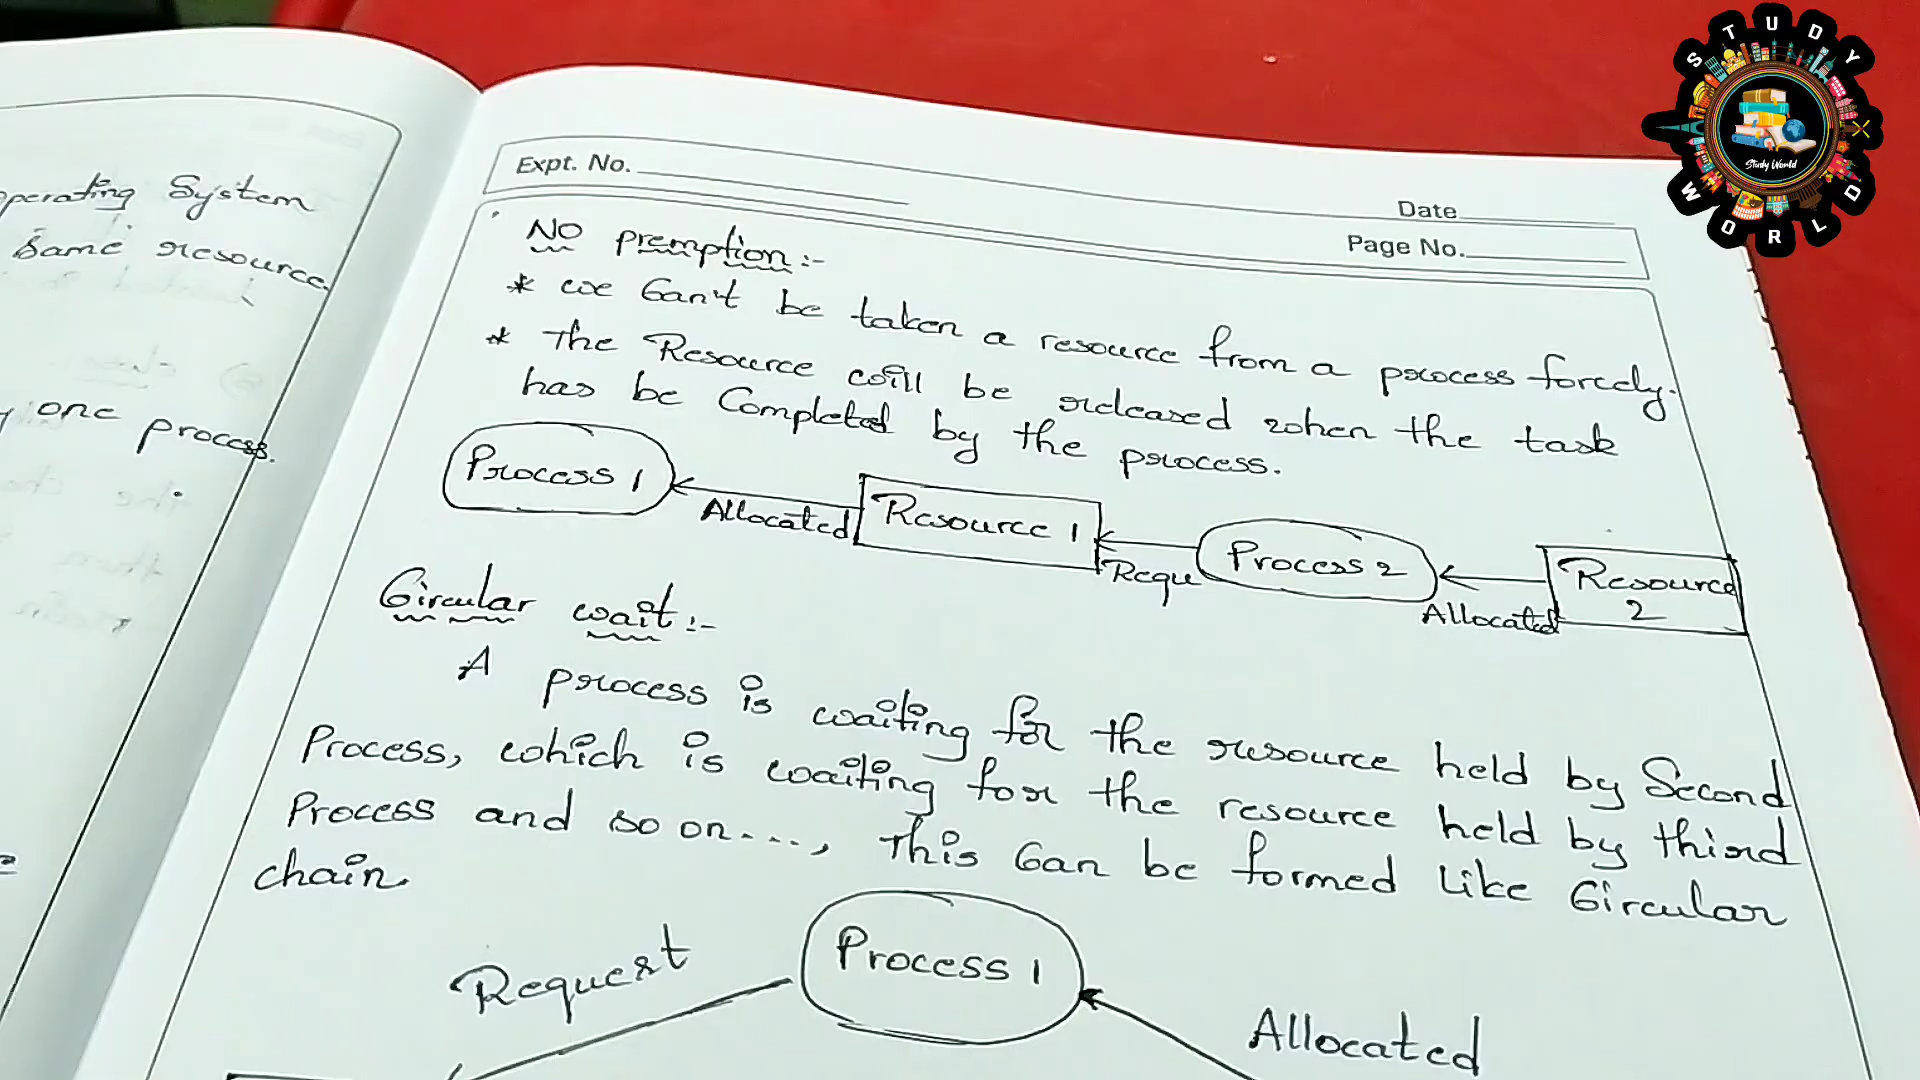 operating System
same resource.
one process.
Expt. No.
Date
Page No.
NO premption:-
* we can't be taken a resource from a process forcely.
* The Resource will be released when the task
has be Completed by the process.
Process 1
Allocated
Resource 1
Reque
Process 2
Allocated
Resource
2
Circular wait:-
A process is waiting for the resource held by Second
Process, which is waiting for the resource held by third
Process and so on..., This can be formed like Circular
chain.
Request
Process 1
Allocated
STUDY
Study World
WORLD